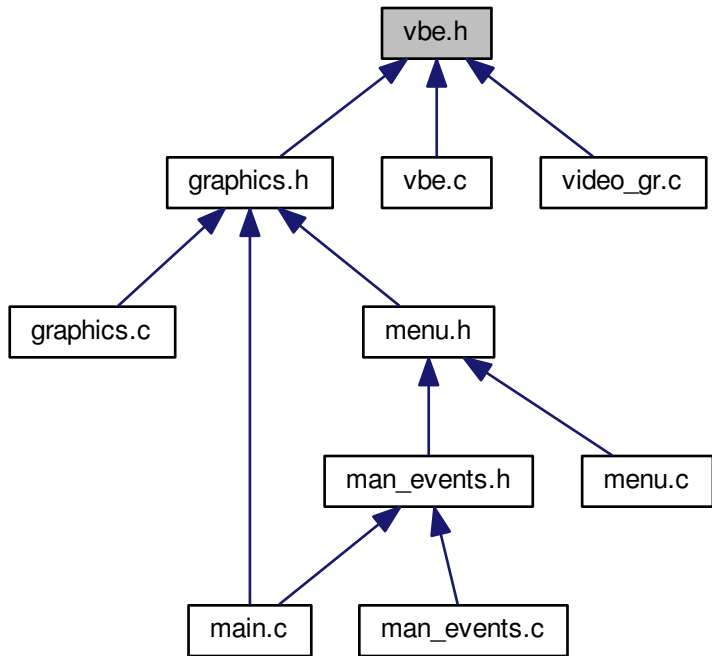 vbe.h
graphics.h
vbe.c
video_gr.c
graphics.c
menu.h
man_events.h
menu.c
main.c
man_events.c